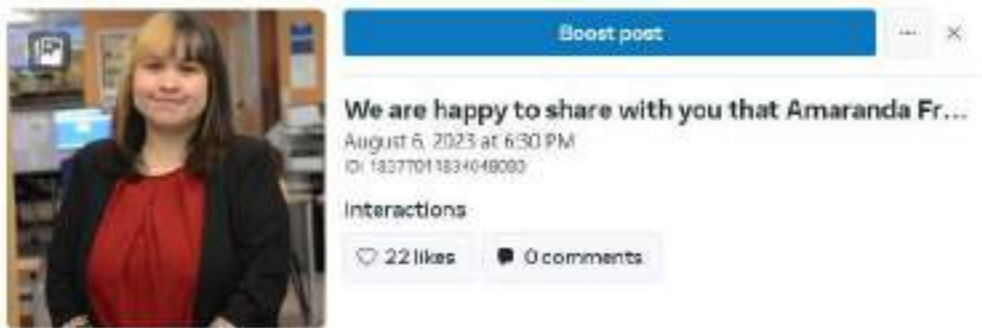 Boost post
We are happy to share with you that Amaranda Fr...
August 6, 2023 at 6:30 PM
Interactions
22 likes
0 comments